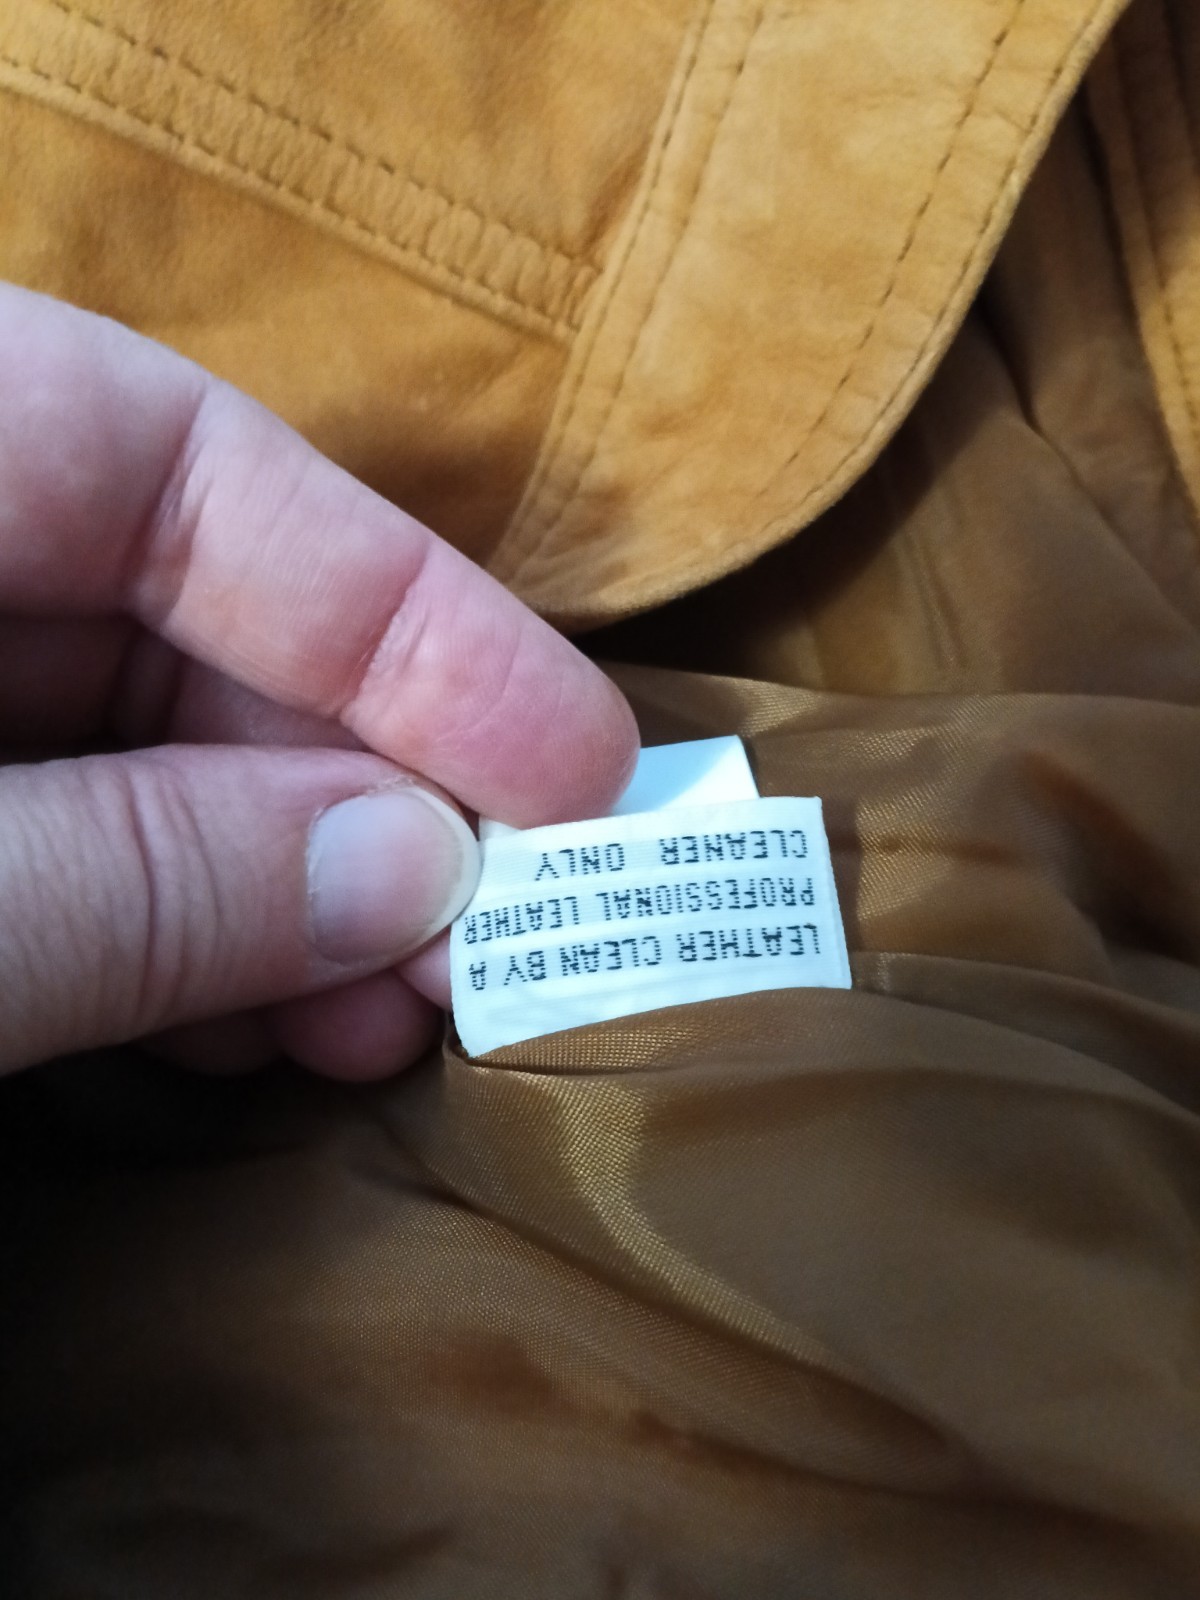 LEATHER CLEAN BY A
PROFESSIONAL LEATHER
CLEANER ONLY